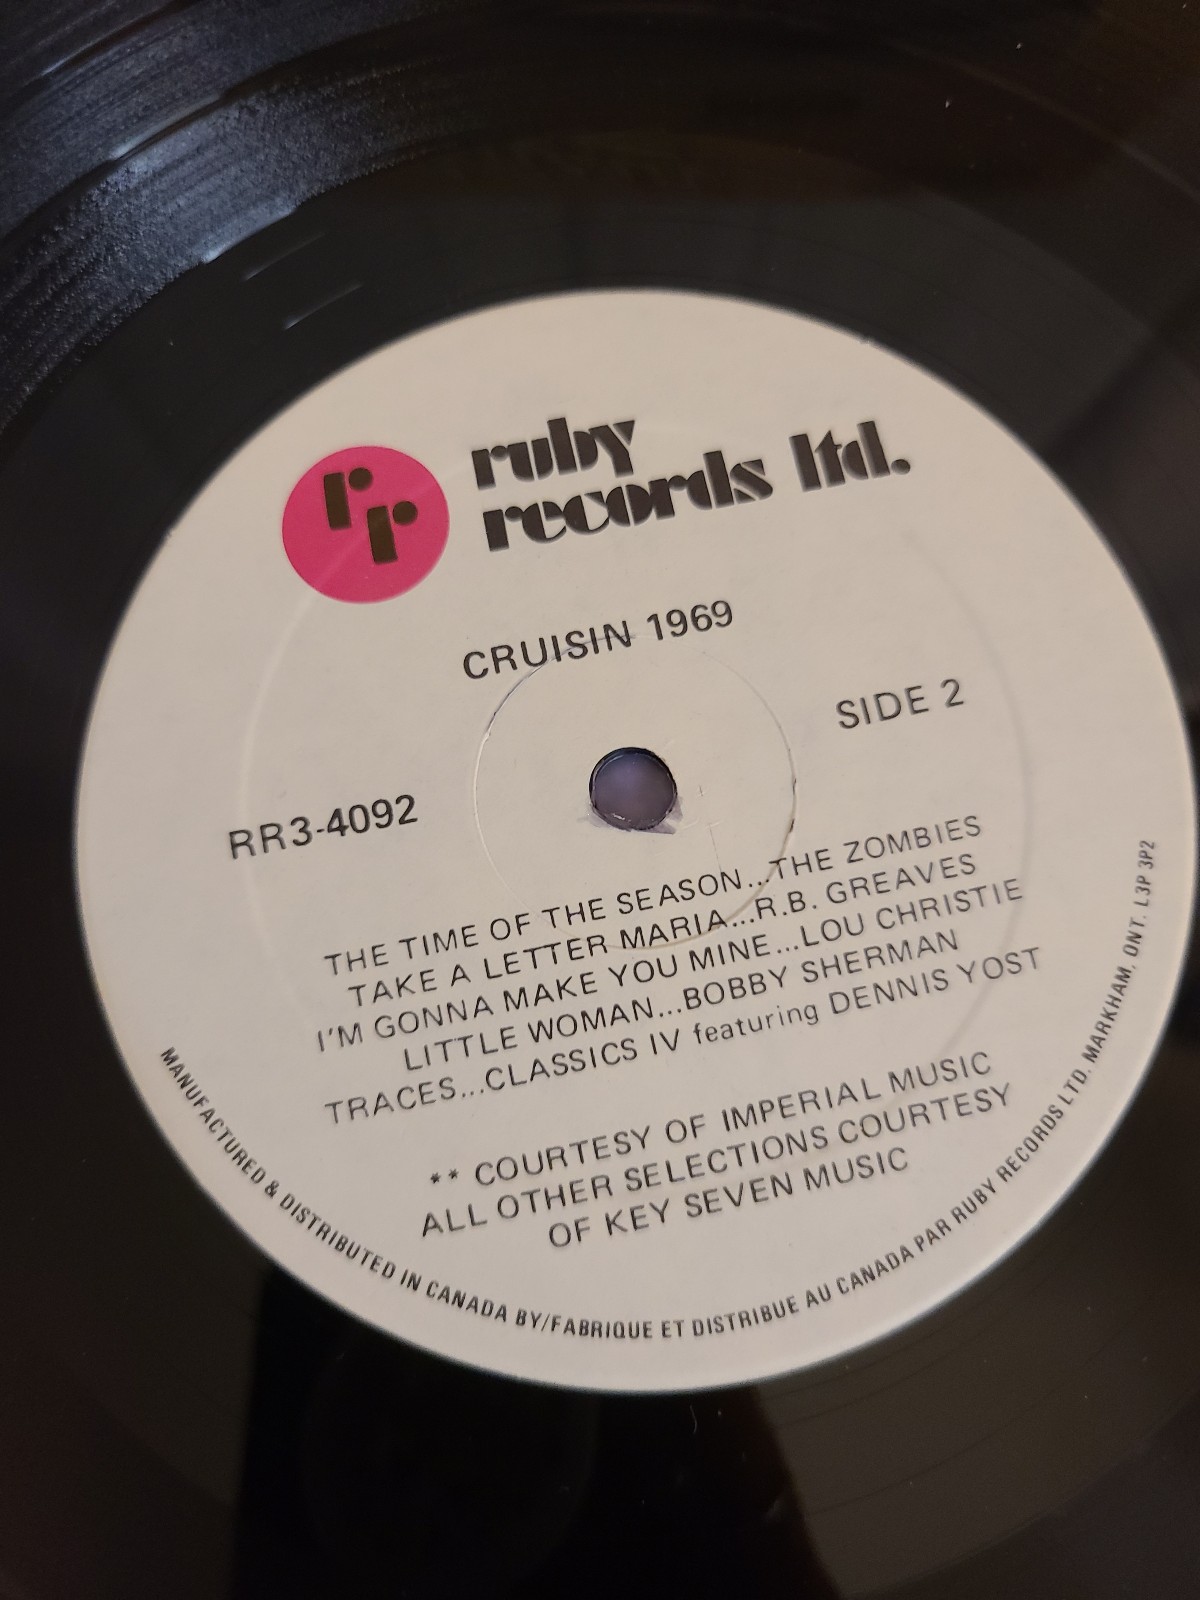 rr
ruby
records ltd.
CRUISIN 1969
SIDE 2
RR3-4092
THE TIME OF THE SEASON...THE ZOMBIES
TAKE A LETTER MARIA...R.B. GREAVES
I'M GONNA MAKE YOU MINE...LOU CHRISTIE
LITTLE WOMAN...BOBBY SHERMAN
TRACES...CLASSICS IV featuring DENNIS YOST
** COURTESY OF IMPERIAL MUSIC
ALL OTHER SELECTIONS COURTESY
OF KEY SEVEN MUSIC
MANUFACTURED & DISTRIBUTED IN CANADA BY/FABRIQUE ET DISTRIBUE AU CANADA PAR RUBY RECORDS LTD. MARKHAM, ONT. L3P 3P2